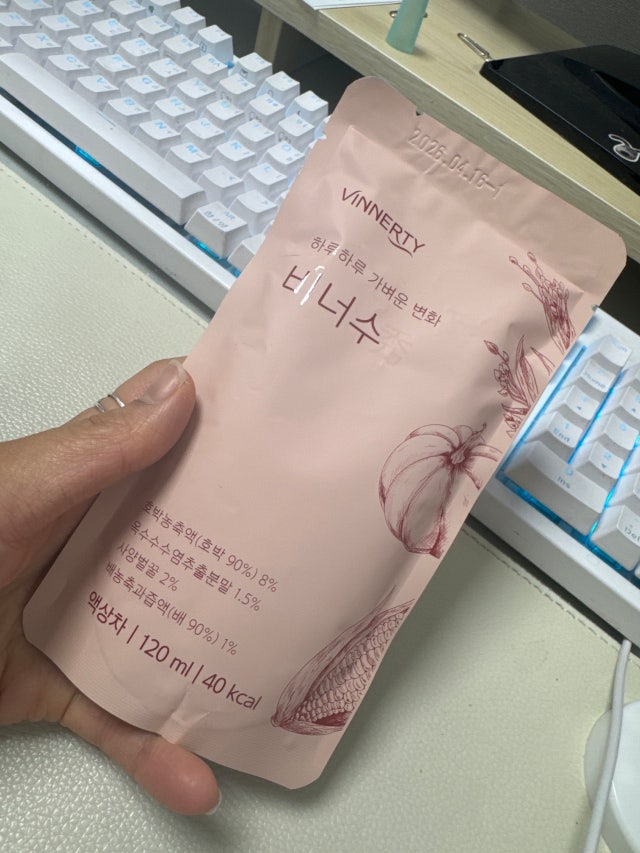 2026.04.16-1
VINNERTY
하루하루 가벼운 변화
비너수
호박농축액(호박 90%) 8%
옥수수수염추출분말 1.5%
사양벌꿀 2%
배농축과즙액(배 90%) 1%
액상차 | 120 ml | 40 kcal